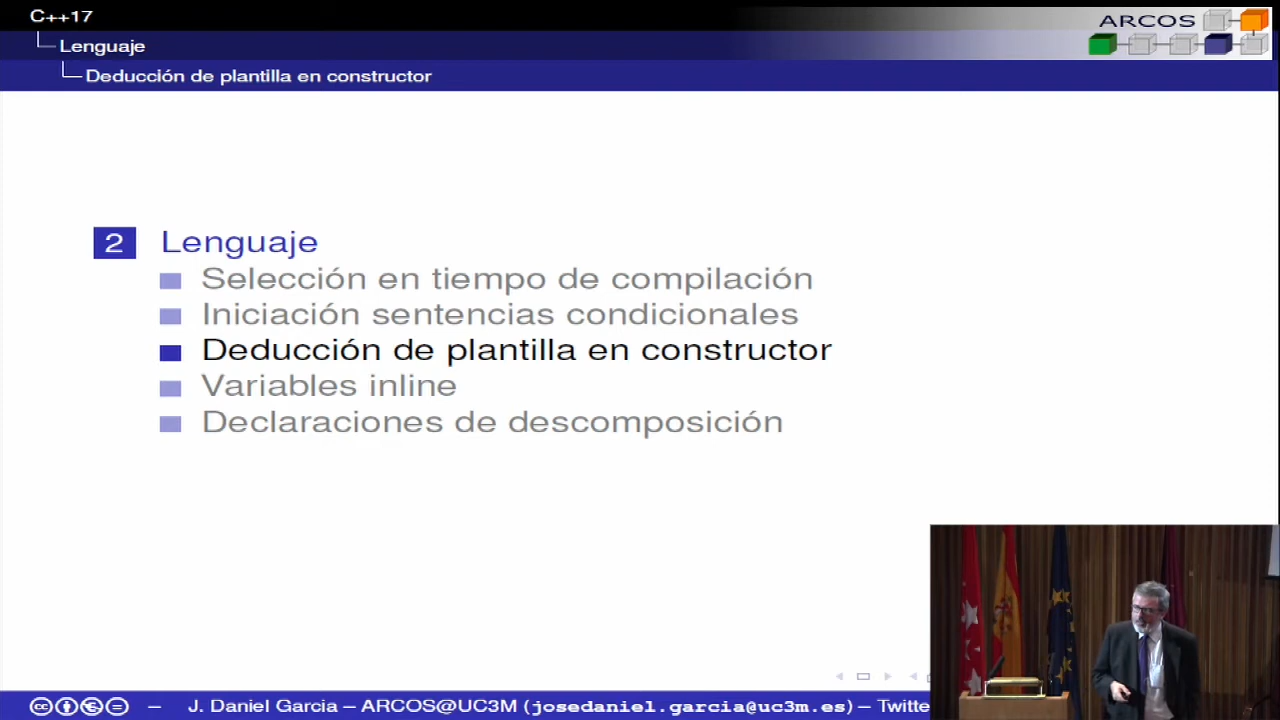 C++17
Lenguaje
Deducción de plantilla en constructor
ARCOS
2 Lenguaje
Selección en tiempo de compilación
Iniciación sentencias condicionales
Deducción de plantilla en constructor
Variables inline
Declaraciones de descomposición
cc – J. Daniel Garcia – ARCOS@UC3M (josedaniel.garcia@uc3m.es) – Twitte